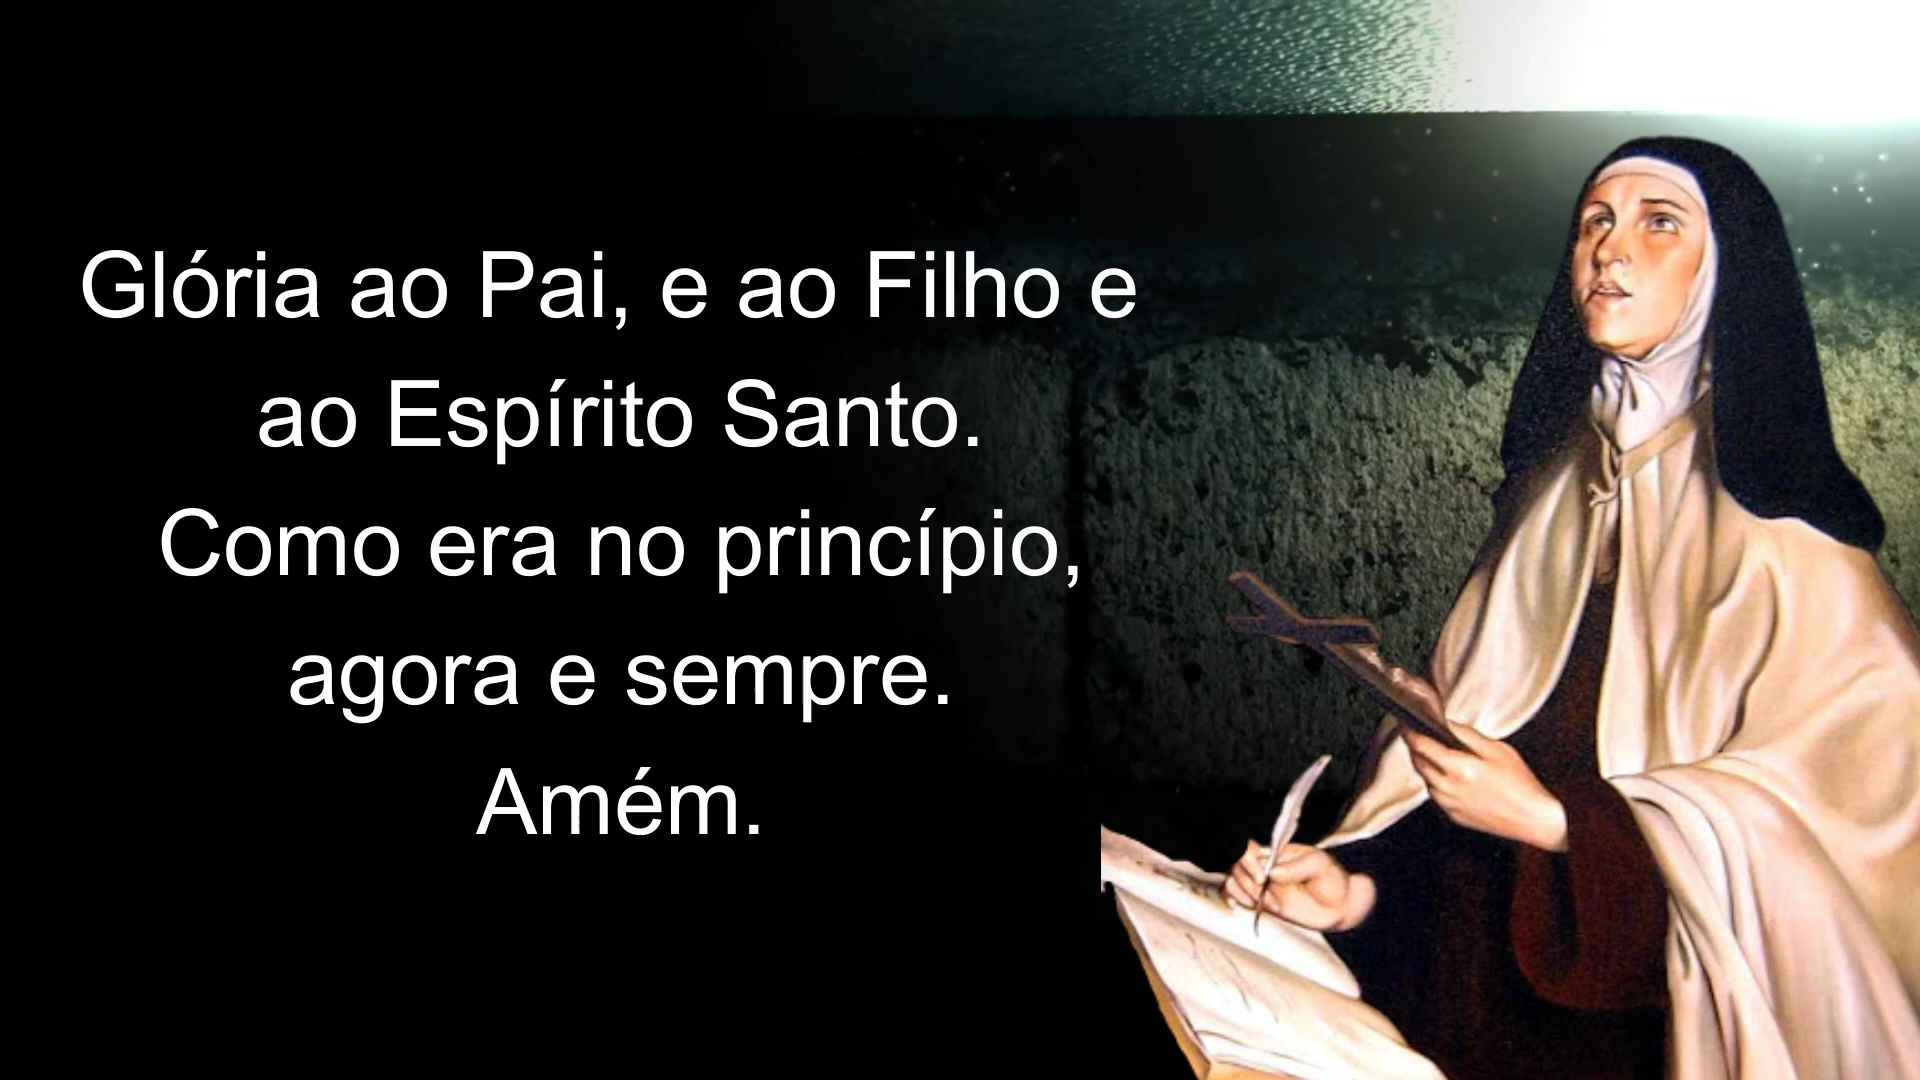 Glória ao Pai, e ao Filho e
ao Espírito Santo.
Como era no princípio,
agora e sempre.
Amém.